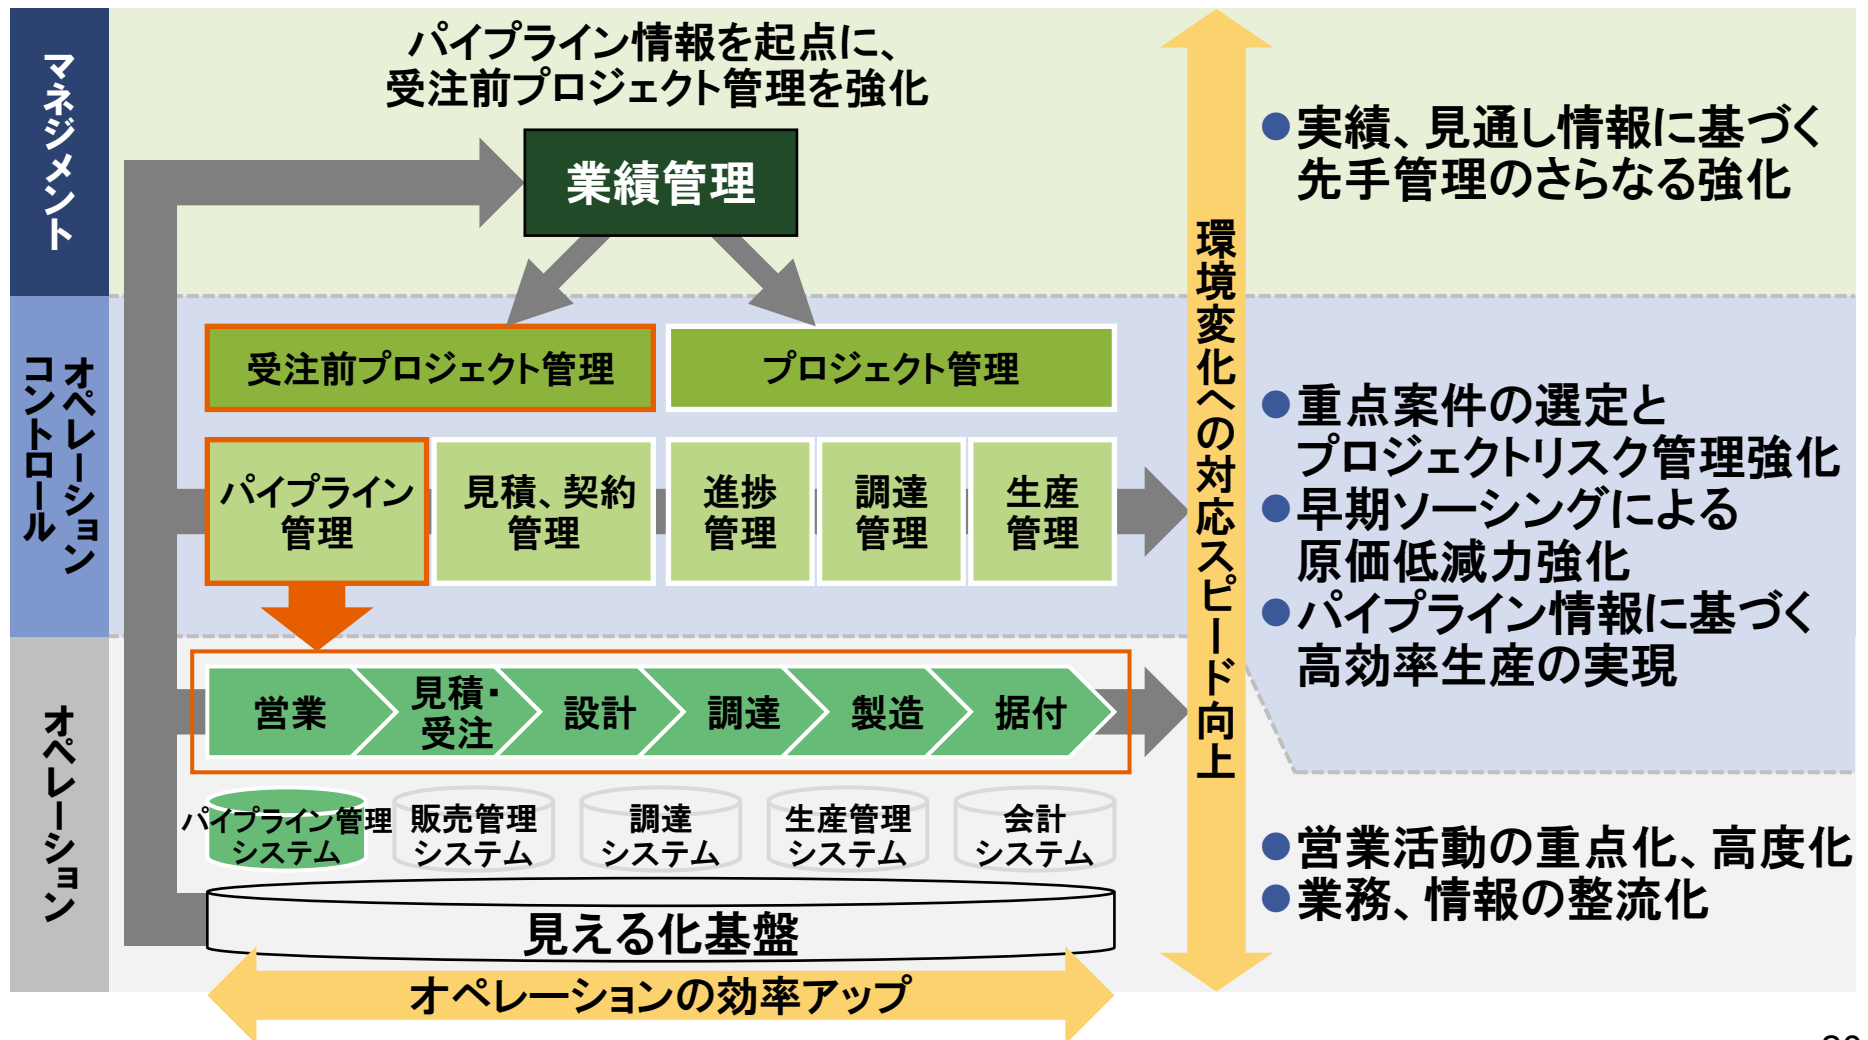 マネジメント
パイプライン情報を起点に、
受注前プロジェクト管理を強化
業績管理
●実績、見通し情報に基づく
先手管理のさらなる強化
オペレーション
コントロール
受注前プロジェクト管理
プロジェクト管理
パイプライン
管理
見積、契約
管理
進捗
管理
調達
管理
生産
管理
環境変化への対応スピード向上
●重点案件の選定と
プロジェクトリスク管理強化
●早期ソーシングによる
原価低減力強化
●パイプライン情報に基づく
高効率生産の実現
オペレーション
営業
見積・
受注
設計
調達
製造
据付
パイプライン管理
システム
販売管理
システム
調達
システム
生産管理
システム
会計
システム
見える化基盤
オペレーションの効率アップ
●営業活動の重点化、高度化
●業務、情報の整流化